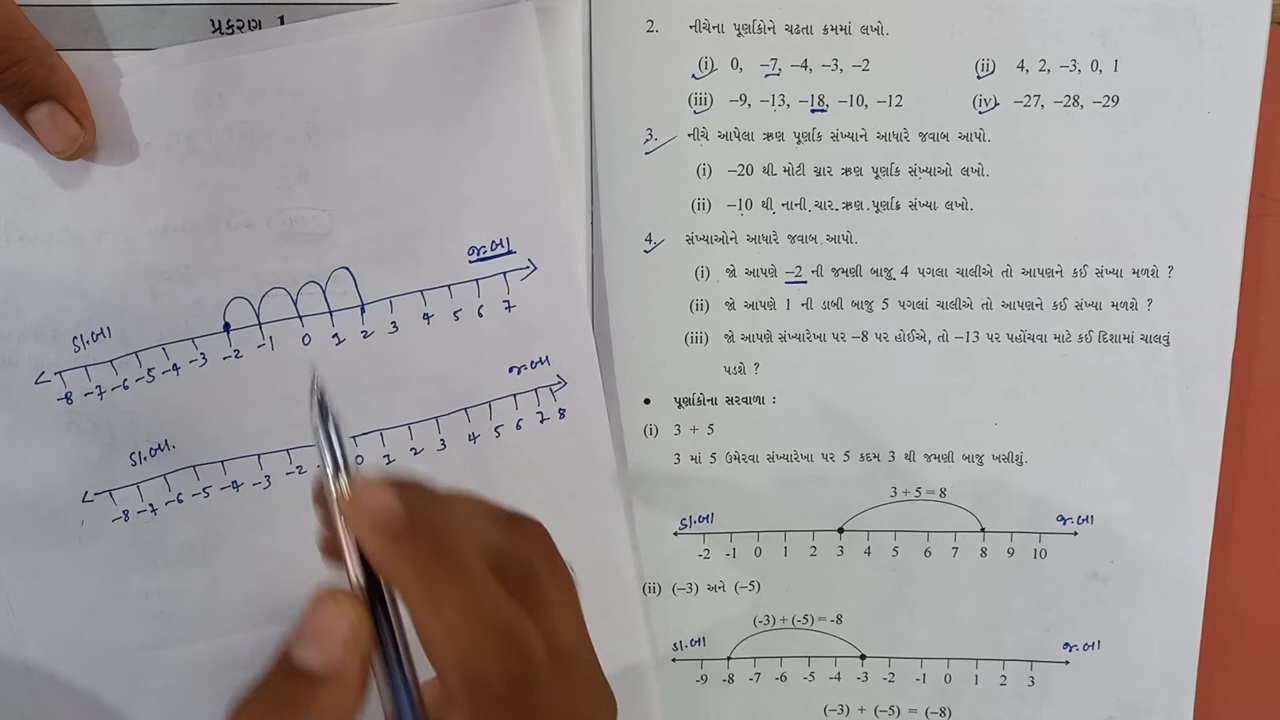 પ્રકરણ 1
જ.બા
ડા.બા
-8 -7 -6 -5 -4 -3 -2 -1 0 1 2 3 4 5 6 7
જ.બા
ડા.બા.
-8 -7 -6 -5 -4 -3 -2 0 1 2 3 4 5 6 7 8
2. નીચેના પૂર્ણાંકોને ચઢતા ક્રમમાં લખો.
(i) 0, –7, –4, –3, –2 (ii) 4, 2, –3, 0, 1
(iii) –9, –13, –18, –10, –12 (iv) –27, –28, –29
3. નીચે આપેલા ઋણ પૂર્ણાંક સંખ્યાને આધારે જવાબ આપો.
(i) –20 થી મોટી ચાર ઋણ પૂર્ણાંક સંખ્યાઓ લખો.
(ii) –10 થી નાની ચાર ઋણ પૂર્ણાંક સંખ્યા લખો.
4. સંખ્યાઓને આધારે જવાબ આપો.
(i) જો આપણે –2 ની જમણી બાજુ 4 પગલા ચાલીએ તો આપણને કઈ સંખ્યા મળશે ?
(ii) જો આપણે 1 ની ડાબી બાજુ 5 પગલાં ચાલીએ તો આપણને કઈ સંખ્યા મળશે ?
(iii) જો આપણે સંખ્યારેખા પર –8 પર હોઈએ, તો –13 પર પહોંચવા માટે કઈ દિશામાં ચાલવું
પડશે ?
• પૂર્ણાંકોના સરવાળા :
(i) 3 + 5
3 માં 5 ઉમેરવા સંખ્યારેખા પર 5 કદમ 3 થી જમણી બાજુ ખસીશું.
3 + 5 = 8
ડા.બા જ.બા
-2 -1 0 1 2 3 4 5 6 7 8 9 10
(ii) (–3) અને (–5)
(-3) + (-5) = -8
ડા.બા જ.બા
-9 -8 -7 -6 -5 -4 -3 -2 -1 0 1 2 3
(–3) + (–5) = (–8)